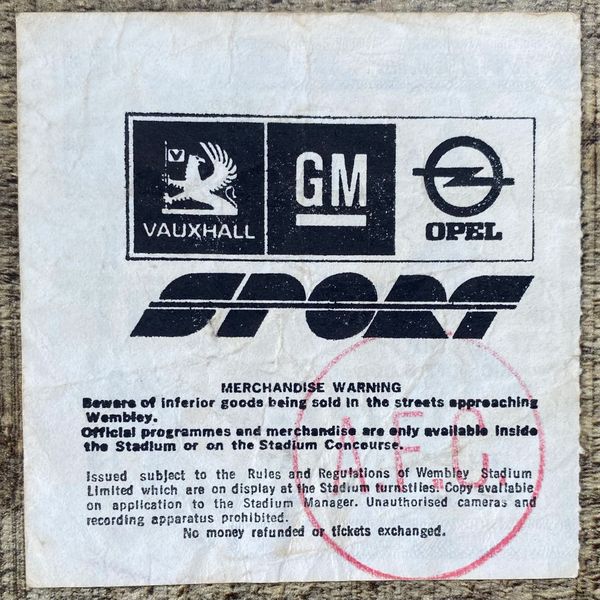 V
VAUXHALL
GM
OPEL
SPORT
MERCHANDISE WARNING
Beware of inferior goods being sold in the streets approaching
Wembley.
Official programmes and merchandise are only available inside
the Stadium or on the Stadium Concourse.
A.F.C.
Issued subject to the Rules and Regulations of Wembley Stadium
Limited which are on display at the Stadium turnstiles. Copy available
on application to the Stadium Manager. Unauthorised cameras and
recording apparatus prohibited.
No money refunded or tickets exchanged.